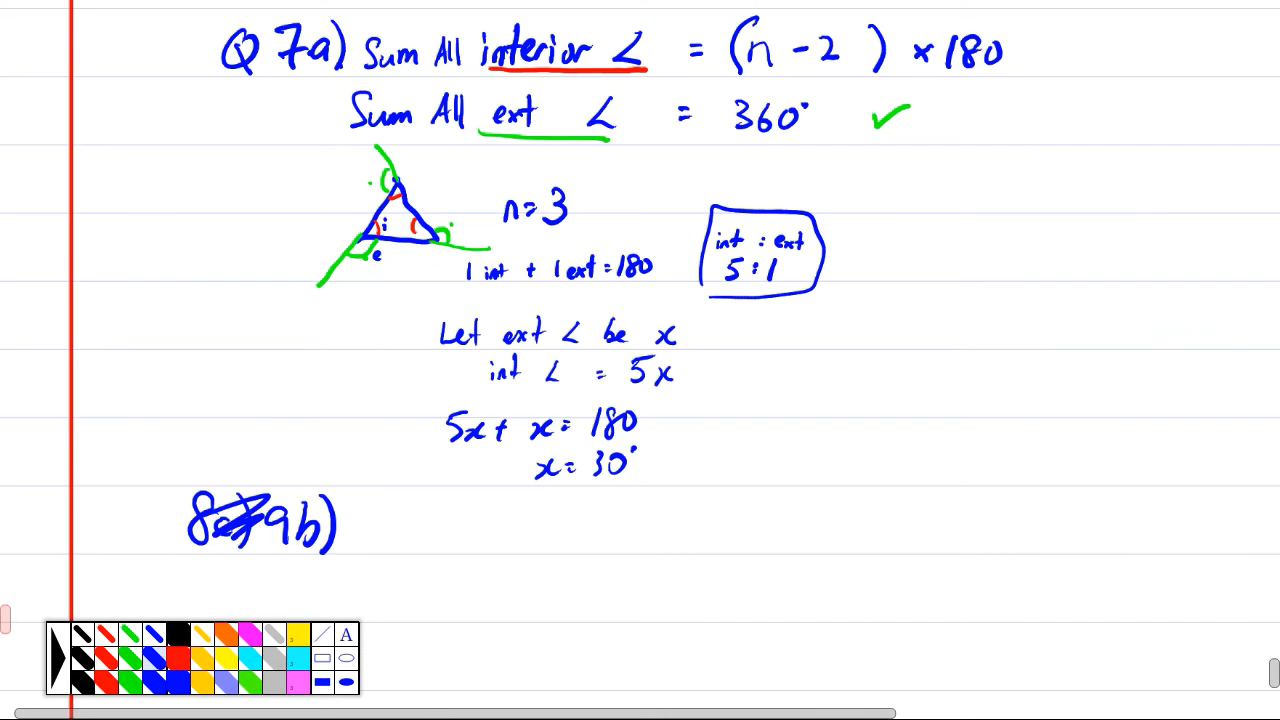 Q 7a) Sum All interior ∠ = (n - 2 ) × 180
Sum All ext ∠ = 360°
i
e
n = 3
1 int + 1 ext = 180
int : ext
5 : 1
Let ext ∠ be x
int ∠ = 5x
5x + x = 180
x = 30°
8 9b)
A